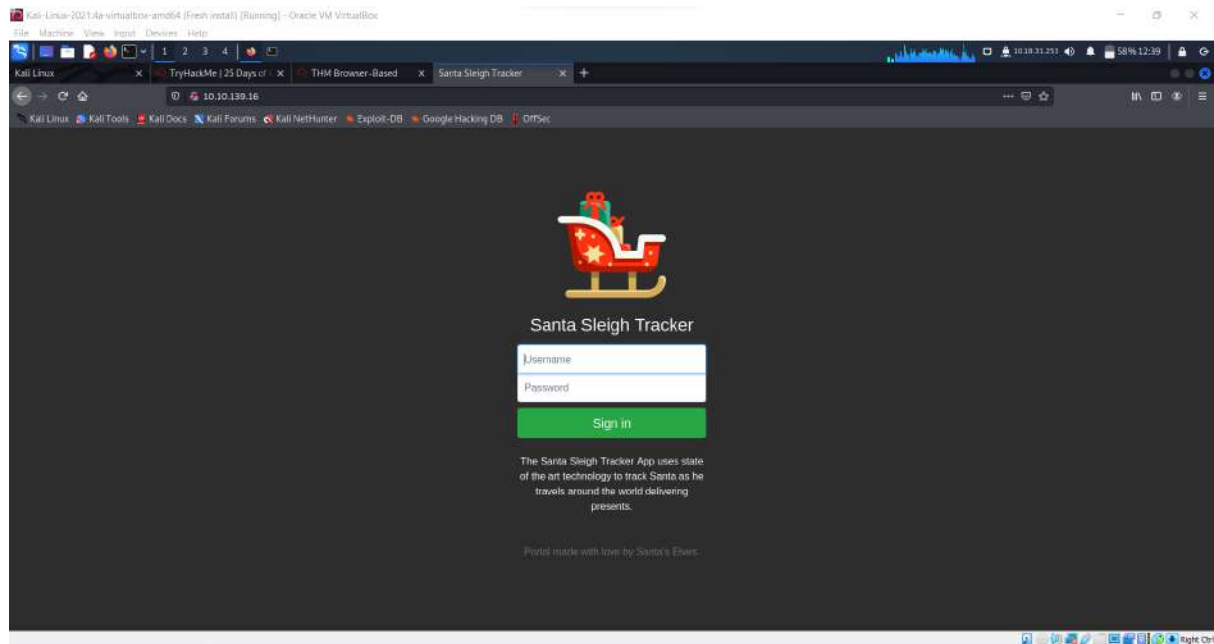 Kali-Linux-2021.4a-virtualbox-amd64 (Fresh install) [Running] - Oracle VM VirtualBox
File Machine View Input Devices Help
1 2 3 4 10.18.31.251 58% 12:39
Kali Linux TryHackMe | 25 Days of THM Browser-Based Santa Sleigh Tracker
10.10.139.16
Kali Linux Kali Tools Kali Docs Kali Forums Kali NetHunter Exploit-DB Google Hacking DB OffSec
Santa Sleigh Tracker
Username
Password
Sign in
The Santa Sleigh Tracker App uses state
of the art technology to track Santa as he
travels around the world delivering
presents.
Portal made with love by Santa's Elves.
Right Ctrl